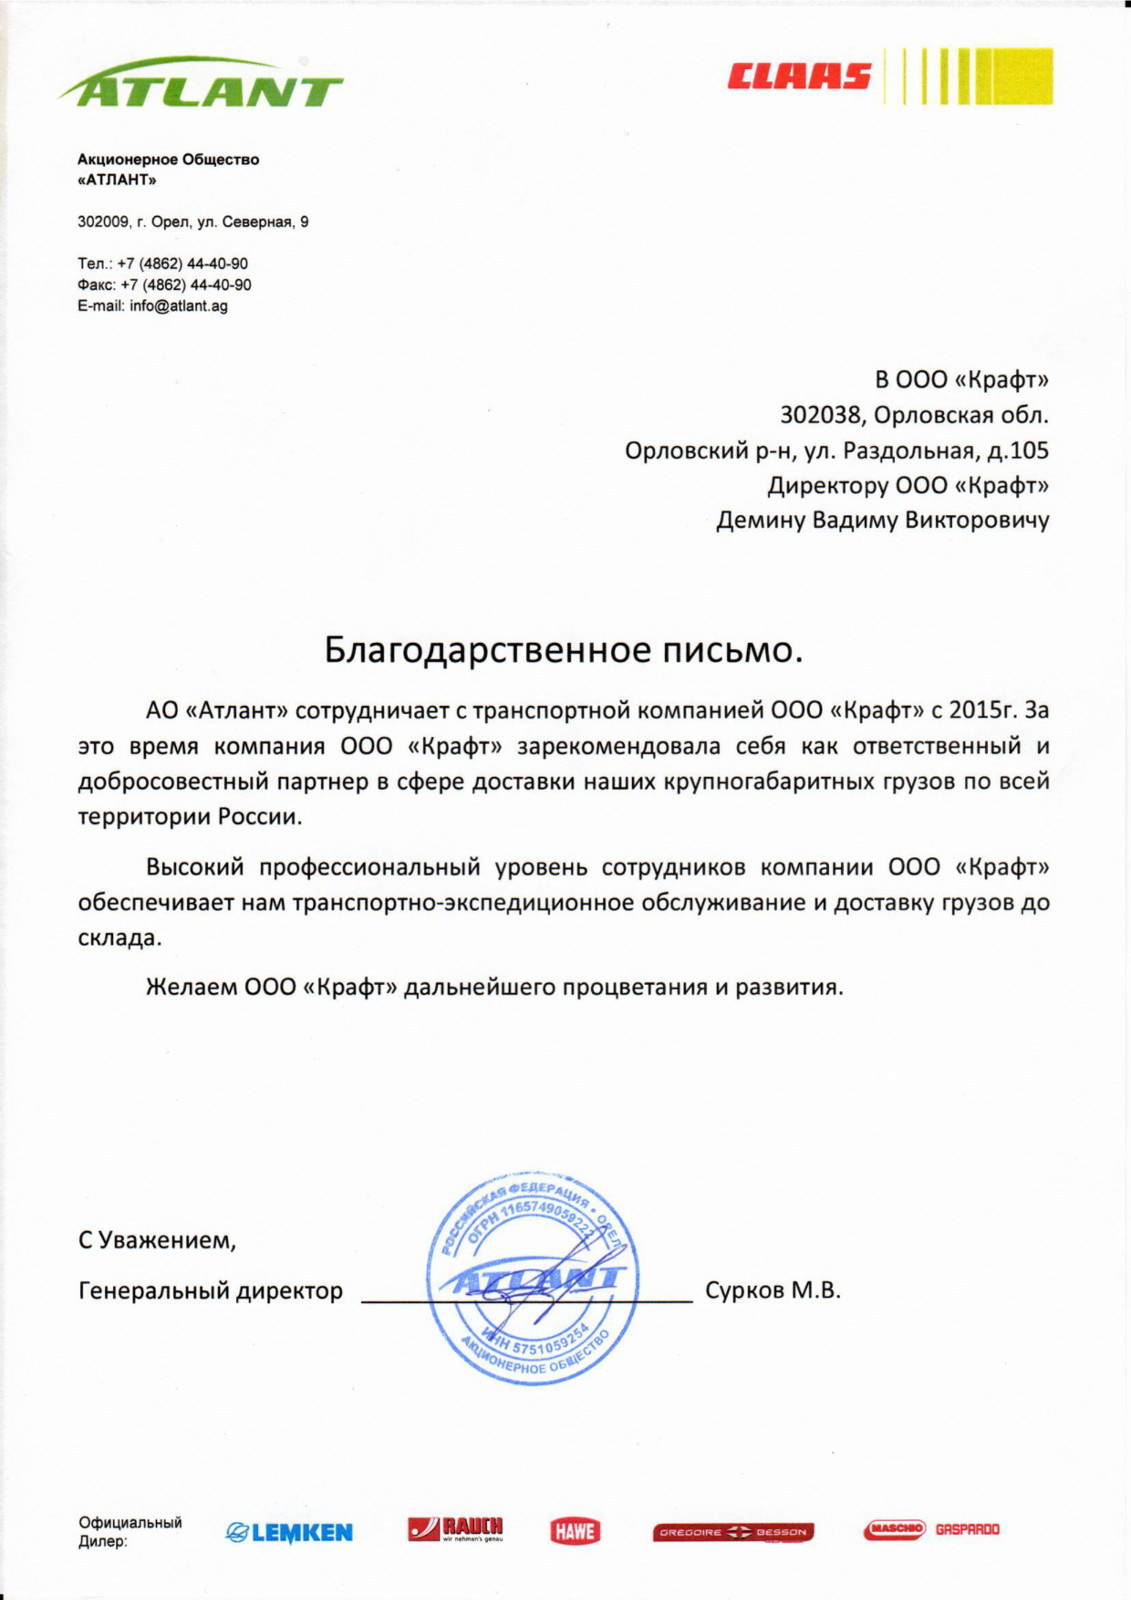 ATLANT
CLAAS
Акционерное Общество
«АТЛАНТ»
302009, г. Орел, ул. Северная, 9
Тел.: +7 (4862) 44-40-90
Факс: +7 (4862) 44-40-90
E-mail: info@atlant.ag
В ООО «Крафт»
302038, Орловская обл.
Орловский р-н, ул. Раздольная, д.105
Директору ООО «Крафт»
Демину Вадиму Викторовичу
Благодарственное письмо.
АО «Атлант» сотрудничает с транспортной компанией ООО «Крафт» с 2015г. За
это время компания ООО «Крафт» зарекомендовала себя как ответственный и
добросовестный партнер в сфере доставки наших крупногабаритных грузов по всей
территории России.
Высокий профессиональный уровень сотрудников компании ООО «Крафт»
обеспечивает нам транспортно-экспедиционное обслуживание и доставку грузов до
склада.
Желаем ООО «Крафт» дальнейшего процветания и развития.
РОССИЙСКАЯ ФЕДЕРАЦИЯ • ОРЕЛ
ОГРН 1165749059222
ATLANT
ИНН 5751059254
АКЦИОНЕРНОЕ ОБЩЕСТВО
С Уважением,
Генеральный директор Сурков М.В.
Официальный
Дилер:
LEMKEN
RAUCH
wir nehmen's genau
HAWE
GREGOIRE BESSON
MASCHIO GASPARDO